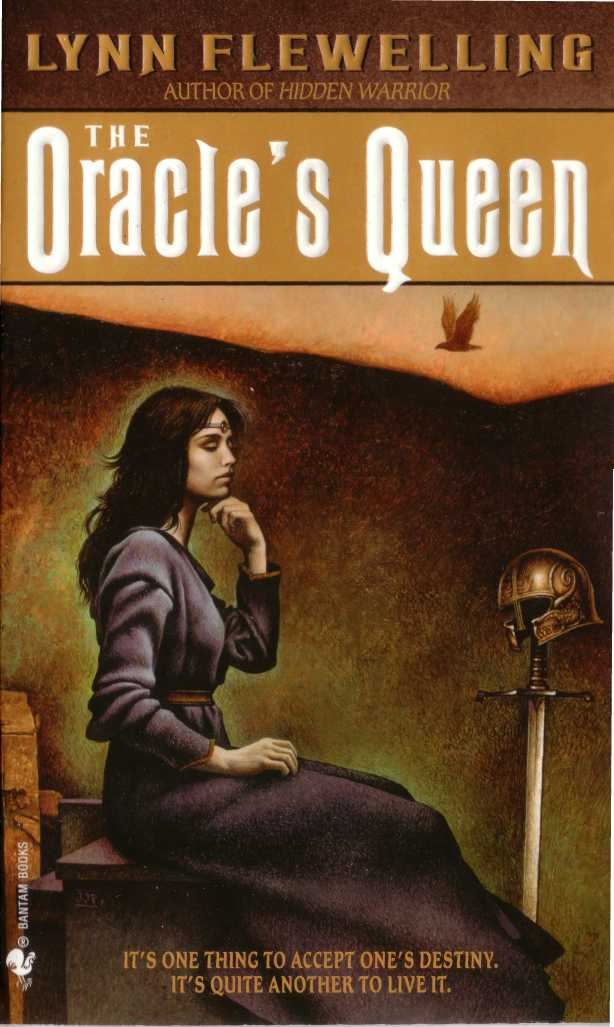 LYNN FLEWELLING
AUTHOR OF HIDDEN WARRIOR
THE
ORACLE'S QUEEN
® BANTAM BOOKS
IT'S ONE THING TO ACCEPT ONE'S DESTINY.
IT'S QUITE ANOTHER TO LIVE IT.